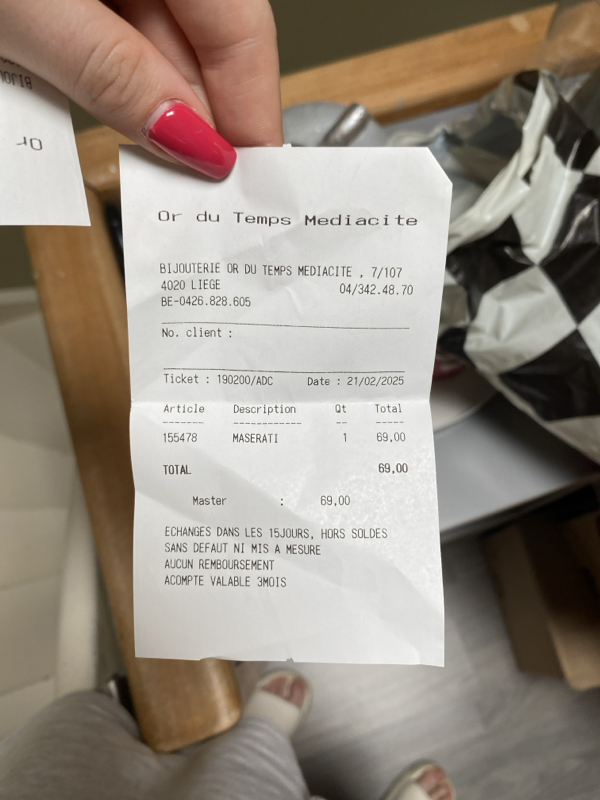 Or du Temps Mediacite
BIJOUTERIE OR DU TEMPS MEDIACITE , 7/107
4020 LIEGE 04/342.48.70
BE-0426.828.605
No. client :
Ticket : 190200/ADC Date : 21/02/2025
Article Description Qt Total
------- ------------ -- -----
155478 MASERATI 1 69,00
TOTAL 69,00
Master : 69,00
ECHANGES DANS LES 15JOURS, HORS SOLDES
SANS DEFAUT NI MIS A MESURE
AUCUN REMBOURSEMENT
ACOMPTE VALABLE 3MOIS
Or